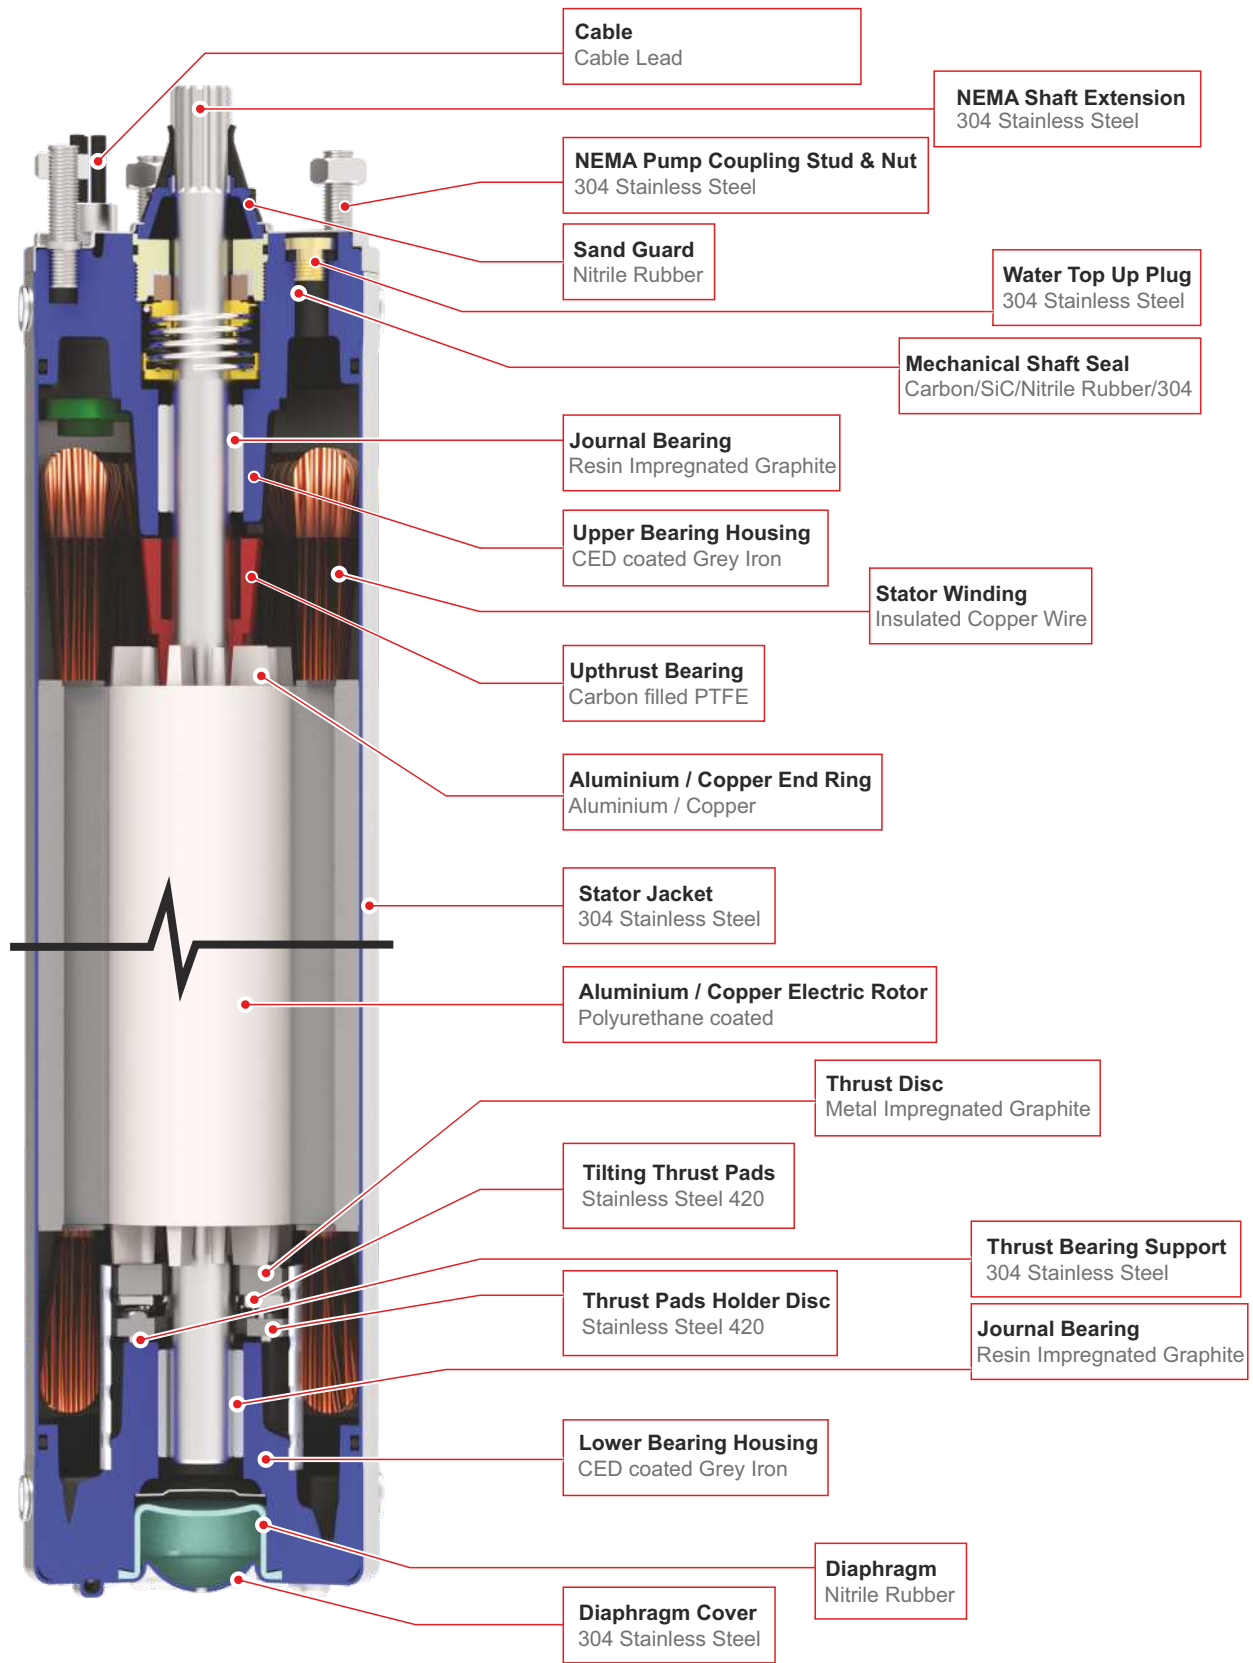 Cable
Cable Lead
NEMA Shaft Extension
304 Stainless Steel
NEMA Pump Coupling Stud & Nut
304 Stainless Steel
Sand Guard
Nitrile Rubber
Water Top Up Plug
304 Stainless Steel
Mechanical Shaft Seal
Carbon/SiC/Nitrile Rubber/304
Journal Bearing
Resin Impregnated Graphite
Upper Bearing Housing
CED coated Grey Iron
Stator Winding
Insulated Copper Wire
Upthrust Bearing
Carbon filled PTFE
Aluminium / Copper End Ring
Aluminium / Copper
Stator Jacket
304 Stainless Steel
Aluminium / Copper Electric Rotor
Polyurethane coated
Thrust Disc
Metal Impregnated Graphite
Tilting Thrust Pads
Stainless Steel 420
Thrust Bearing Support
304 Stainless Steel
Thrust Pads Holder Disc
Stainless Steel 420
Journal Bearing
Resin Impregnated Graphite
Lower Bearing Housing
CED coated Grey Iron
Diaphragm
Nitrile Rubber
Diaphragm Cover
304 Stainless Steel